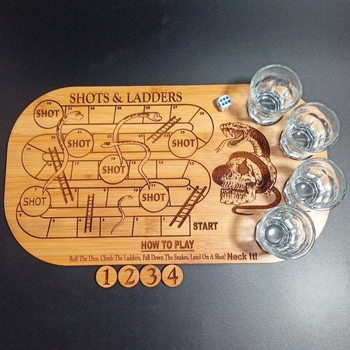 SHOTS & LADDERS
SHOT
SHOT
SHOT
SHOT
SHOT
START
HOW TO PLAY
Roll The Dice, Climb The Ladders, Fall Down The Snakes, Land On A Shot! Neck It!
1 2 3 4